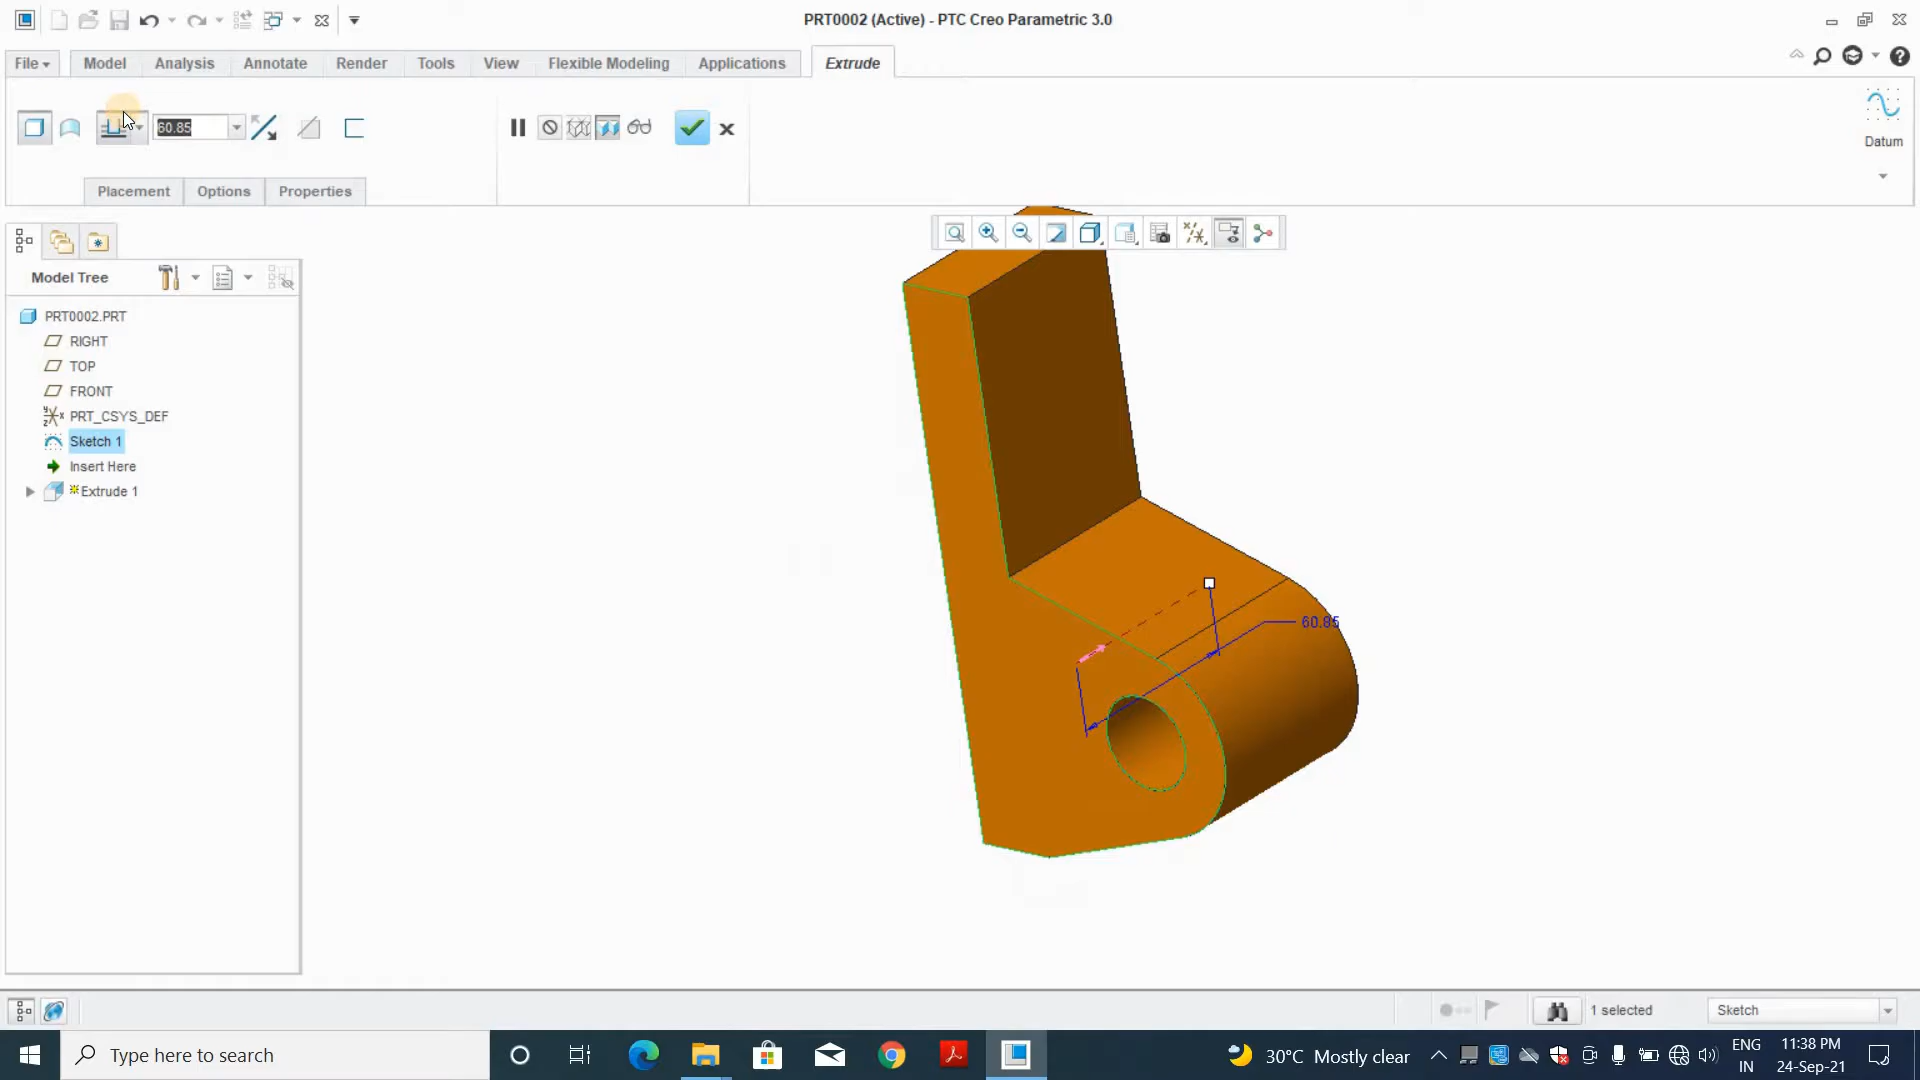 PRT0002 (Active) - PTC Creo Parametric 3.0
File Model Analysis Annotate Render Tools View Flexible Modeling Applications Extrude
60.85
Datum
Placement Options Properties
Model Tree
PRT0002.PRT
RIGHT
TOP
FRONT
PRT_CSYS_DEF
Sketch 1
Insert Here
Extrude 1
60.85
1 selected Sketch
Type here to search
30°C Mostly clear
ENG
IN
11:38 PM
24-Sep-21